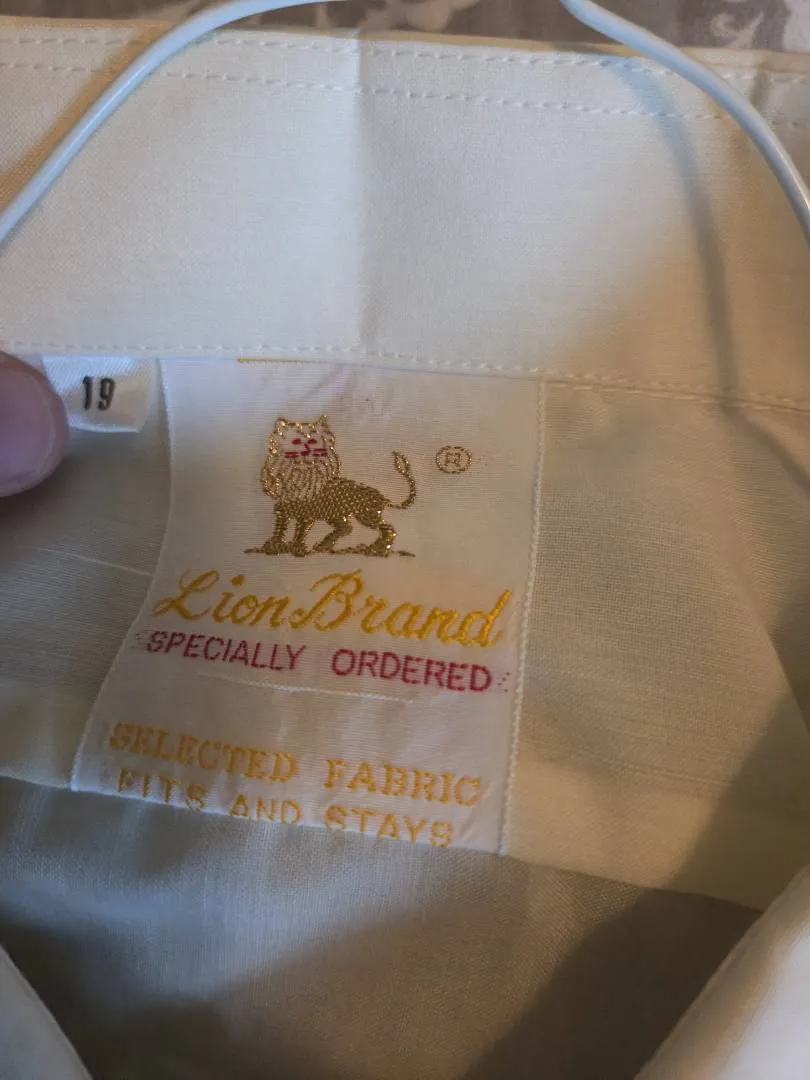 19
®
Lion Brand
SPECIALLY ORDERED
SELECTED FABRIC
FITS AND STAYS